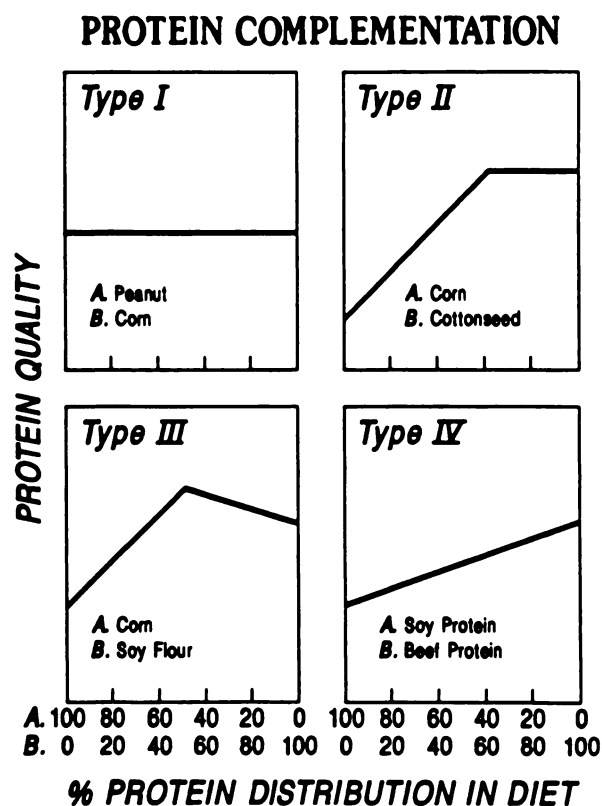 PROTEIN COMPLEMENTATION
Type I
A. Peanut
B. Corn
Type II
A. Corn
B. Cottonseed
PROTEIN QUALITY
Type III
A. Corn
B. Soy Flour
Type IV
A. Soy Protein
B. Beef Protein
A. 100 80 60 40 20 0 100 80 60 40 20 0
B. 0 20 40 60 80 100 0 20 40 60 80 100
% PROTEIN DISTRIBUTION IN DIET